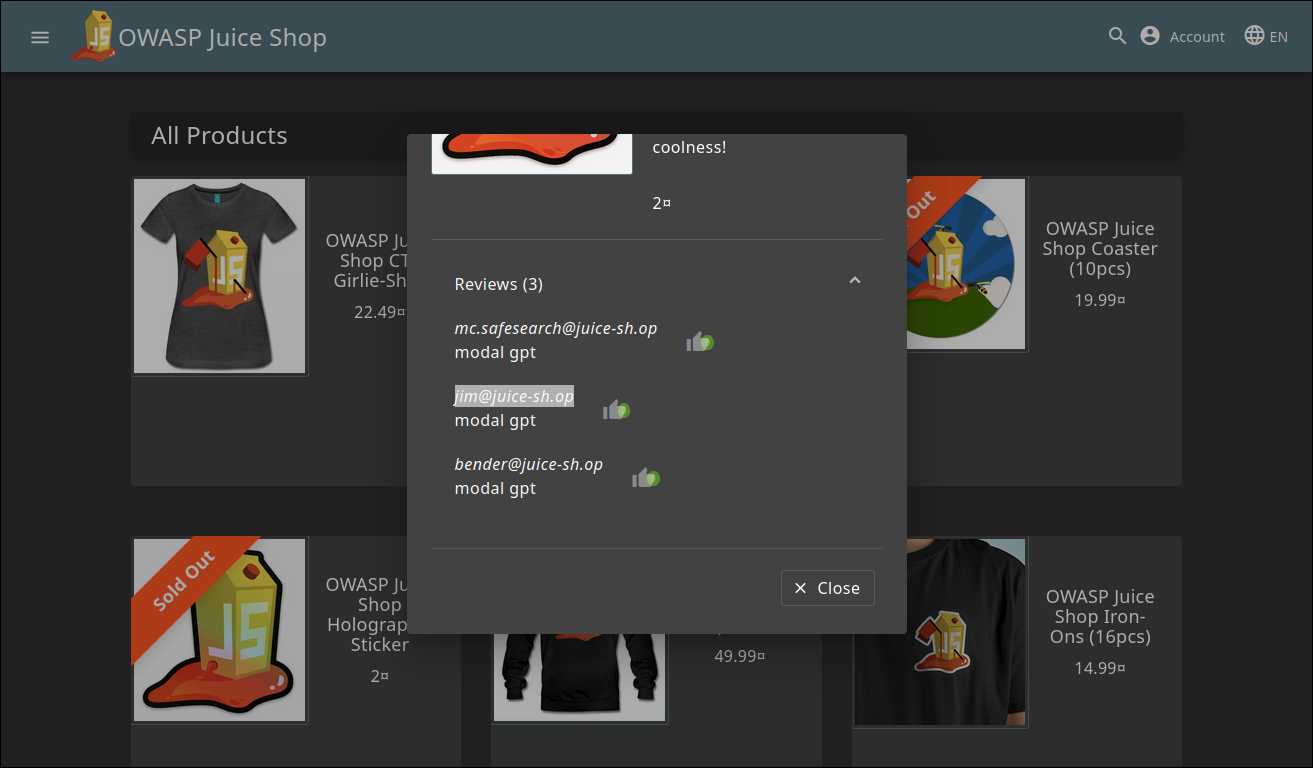 OWASP Juice Shop
Account
EN
All Products
OWASP Ju
Shop CT
Girlie-Sh
22.49¤
coolness!
2¤
Reviews (3)
mc.safesearch@juice-sh.op
modal gpt
jim@juice-sh.op
modal gpt
bender@juice-sh.op
modal gpt
Close
Out
OWASP Juice
Shop Coaster
(10pcs)
19.99¤
Sold Out
OWASP Ju
Shop
Holograp
Sticker
2¤
49.99¤
OWASP Juice
Shop Iron-
Ons (16pcs)
14.99¤